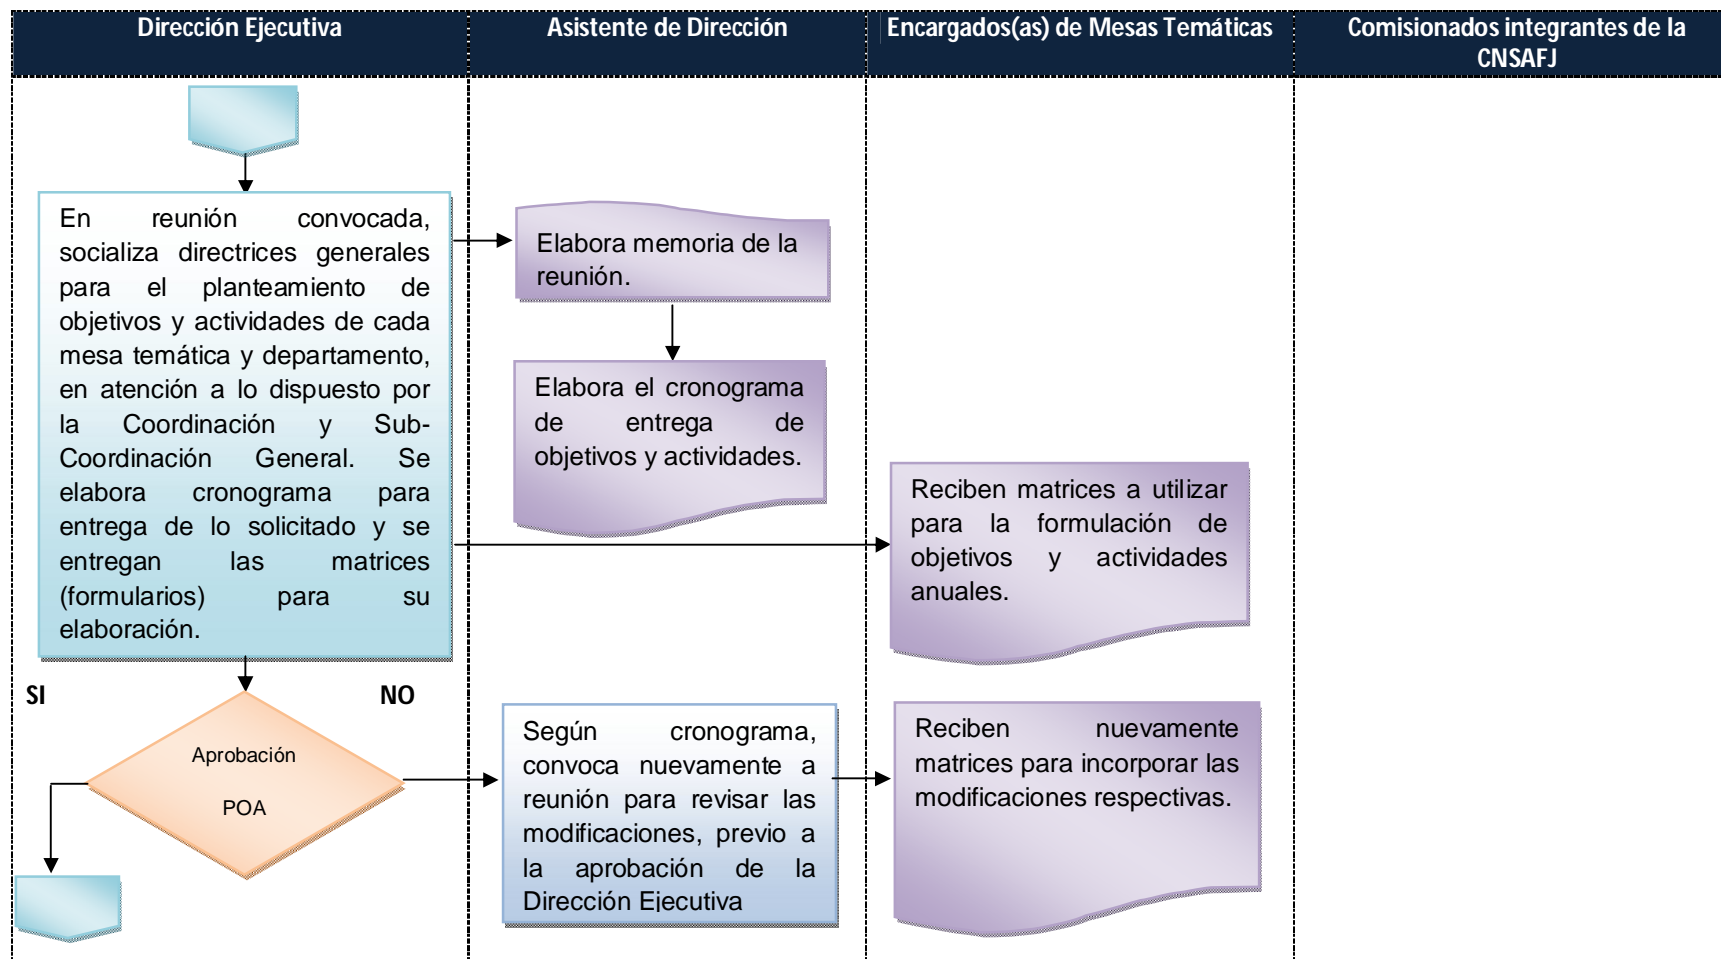 Dirección Ejecutiva
Asistente de Dirección
Encargados(as) de Mesas Temáticas
Comisionados integrantes de la
CNSAFJ
En reunión convocada,
socializa directrices generales
para el planteamiento de
objetivos y actividades de cada
mesa temática y departamento,
en atención a lo dispuesto por
la Coordinación y Sub-
Coordinación General. Se
elabora cronograma para
entrega de lo solicitado y se
entregan las matrices
(formularios) para su
elaboración.
Elabora memoria de la
reunión.
Elabora el cronograma
de entrega de
objetivos y actividades.
Reciben matrices a utilizar
para la formulación de
objetivos y actividades
anuales.
SI
NO
Aprobación
POA
Según cronograma,
convoca nuevamente a
reunión para revisar las
modificaciones, previo a
la aprobación de la
Dirección Ejecutiva
Reciben nuevamente
matrices para incorporar las
modificaciones respectivas.